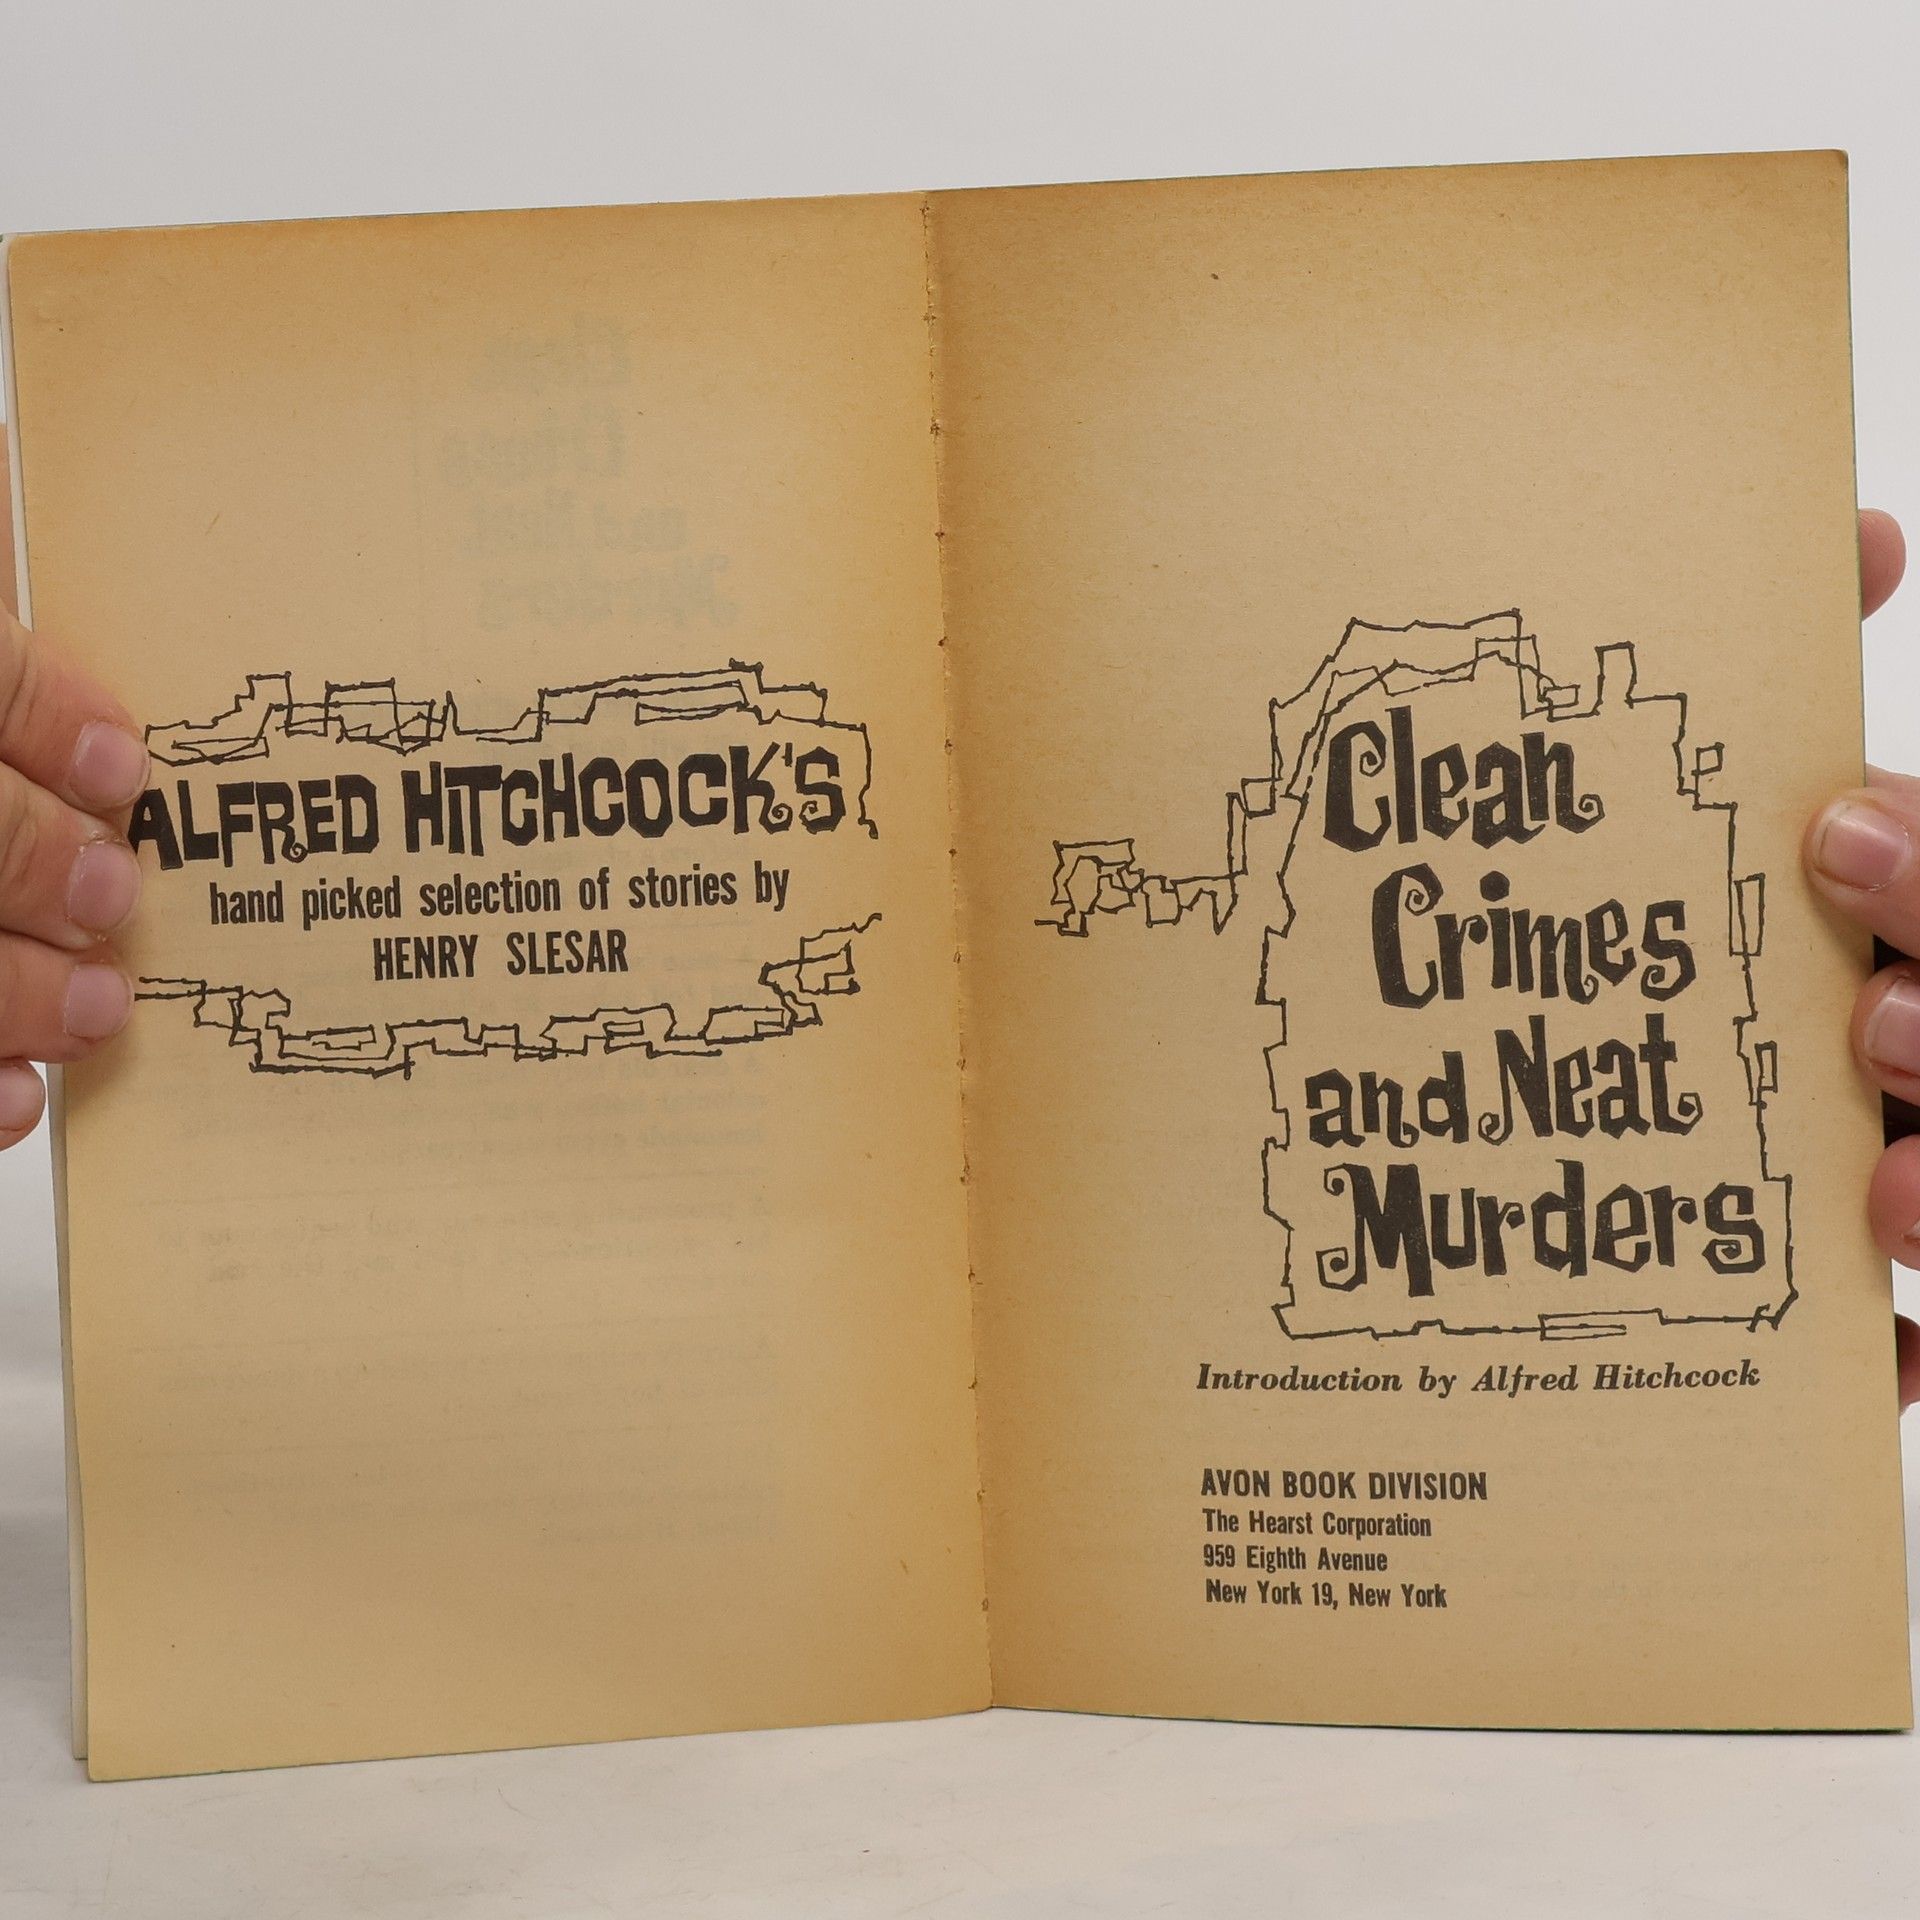 ALFRED HITCHCOCK'S
hand picked selection of stories by
HENRY SLESAR
Clean
Crimes
and Neat
Murders
Introduction by Alfred Hitchcock
AVON BOOK DIVISION
The Hearst Corporation
959 Eighth Avenue
New York 19, New York